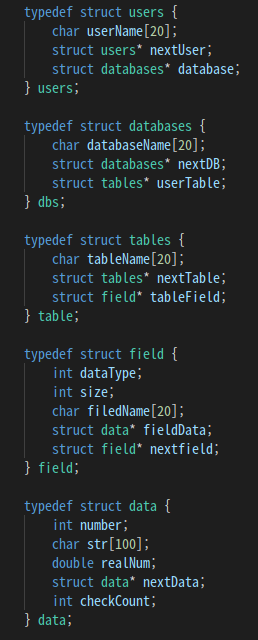 typedef struct users {
    char userName[20];
    struct users* nextUser;
    struct databases* database;
} users;

typedef struct databases {
    char databaseName[20];
    struct databases* nextDB;
    struct tables* userTable;
} dbs;

typedef struct tables {
    char tableName[20];
    struct tables* nextTable;
    struct field* tableField;
} table;

typedef struct field {
    int dataType;
    int size;
    char filedName[20];
    struct data* fieldData;
    struct field* nextfield;
} field;

typedef struct data {
    int number;
    char str[100];
    double realNum;
    struct data* nextData;
    int checkCount;
} data;